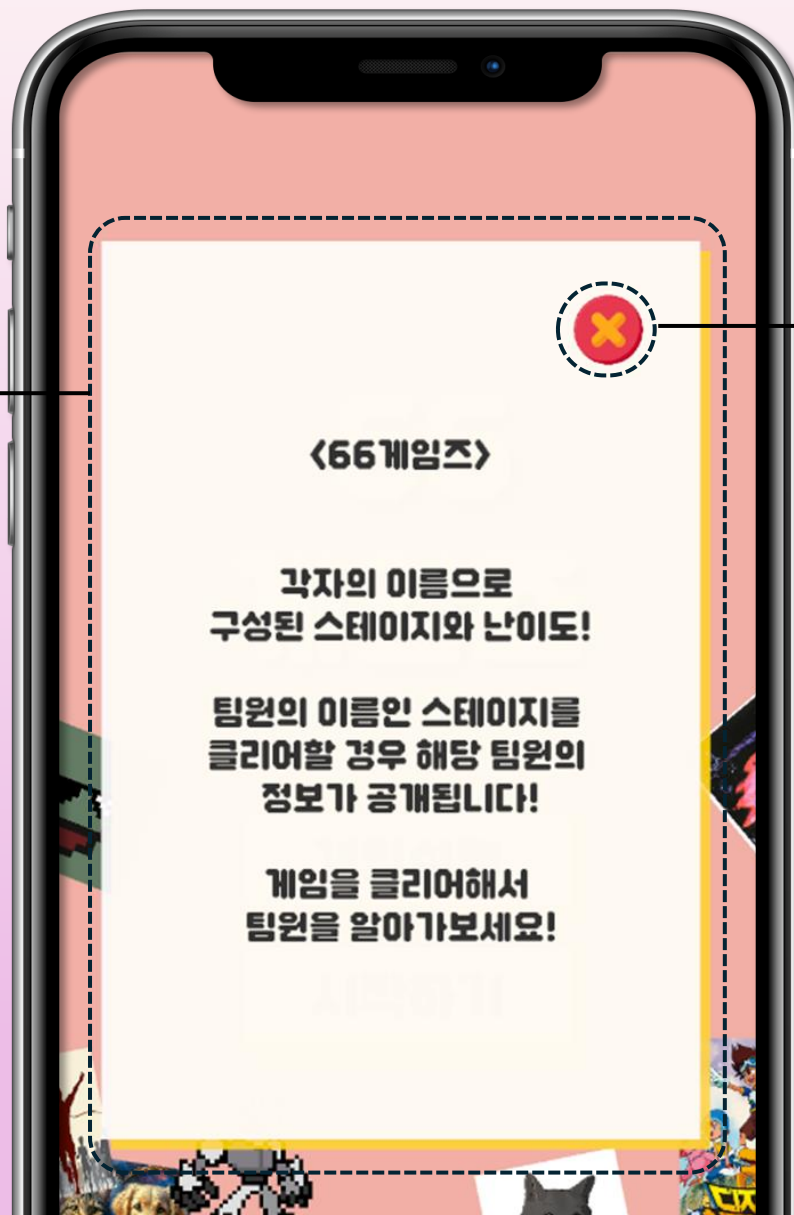 <66게임즈>
각자의 이름으로
구성된 스테이지와 난이도!
팀원의 이름인 스테이지를
클리어할 경우 해당 팀원의
정보가 공개됩니다!
게임을 클리어해서
팀원을 알아가보세요!